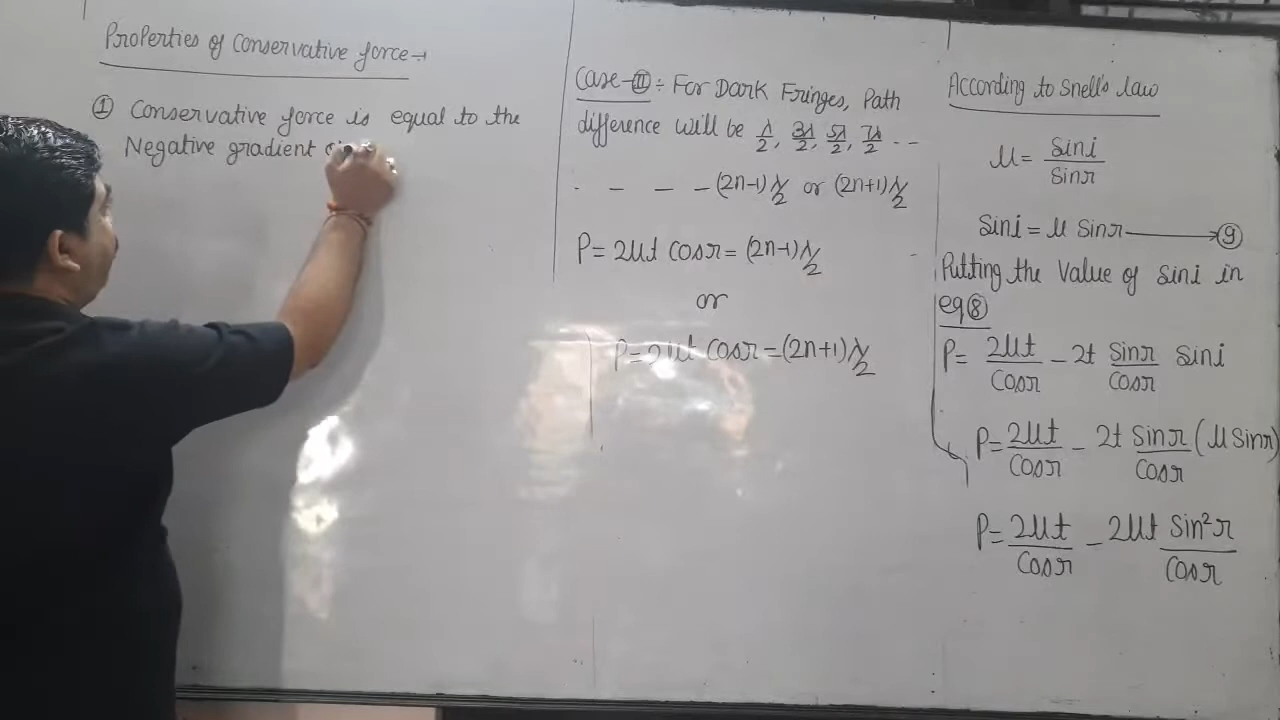 Properties of Conservative force→
① Conservative force is equal to the
Negative gradient
Case-Ⅲ ÷ For Dark Fringes, Path
difference will be λ/2, 3λ/2, 5λ/2, 7λ/2 - -
- - - - (2n-1)λ/2 or (2n+1)λ/2
P = 2μt cosr = (2n-1)λ/2
or
P = 2μt cosr = (2n+1)λ/2
According to Snell's law
μ = sini/sinr
sini = μ sinr ⟶ ⑨
Putting the Value of sini in
eq⑧
P = 2μt/cosr - 2t sinr/cosr sini
P = 2μt/cosr - 2t sinr/cosr (μ sinr)
P = 2μt/cosr - 2μt sin²r/cosr